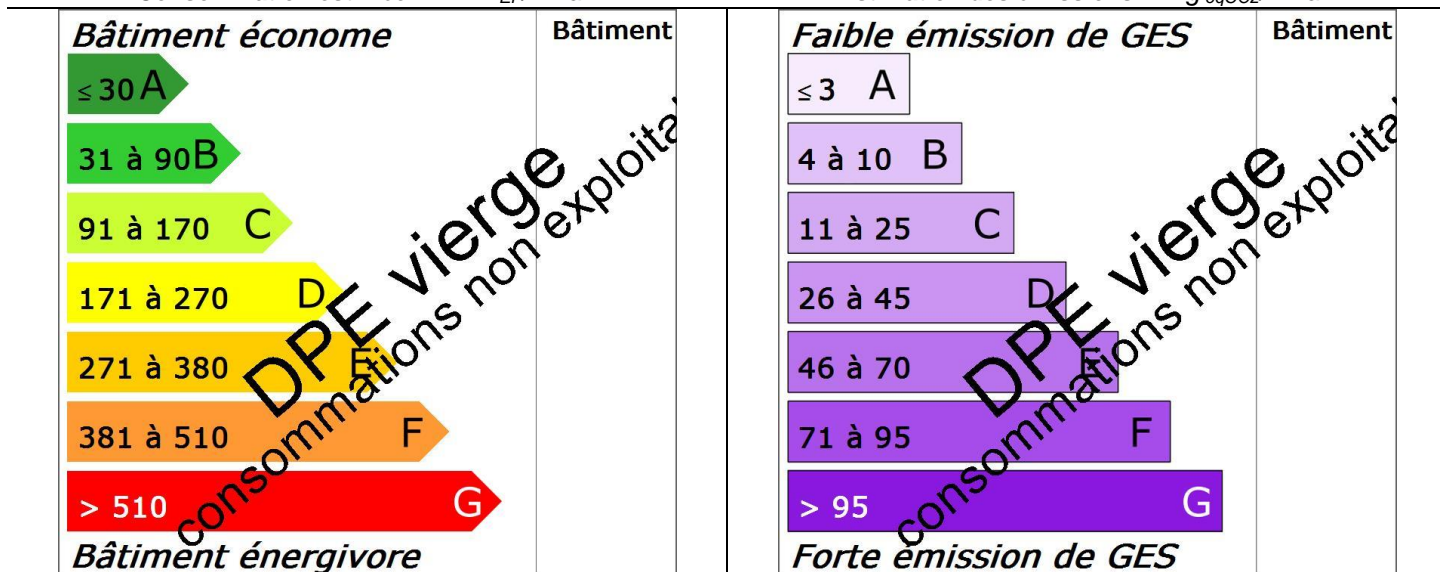 Bâtiment économe
Bâtiment
≤ 30 A
31 à 90 B
91 à 170 C
171 à 270 D
271 à 380 E
381 à 510 F
> 510 G
Bâtiment énergivore
DPE vierge
consommations non exploita
Faible émission de GES
Bâtiment
≤ 3 A
4 à 10 B
11 à 25 C
26 à 45 D
46 à 70 E
71 à 95 F
> 95 G
Forte émission de GES
DPE vierge
consommations non exploita